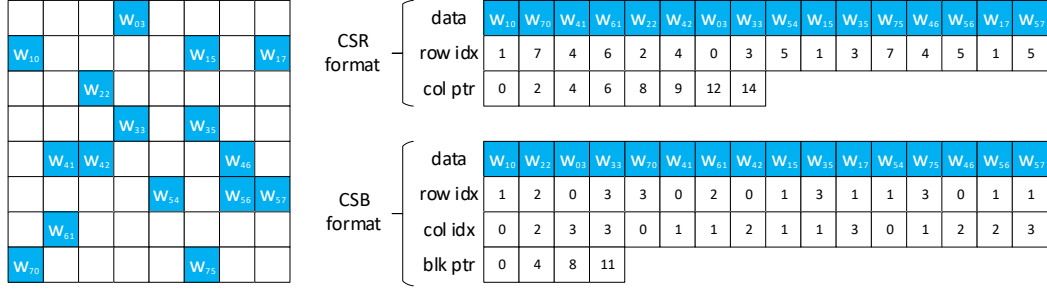 W03
W10 W15 W17
W22
W33 W35
W41 W42 W46
W54 W56 W57
W61
W70 W75
CSR format
data W10 W70 W41 W61 W22 W42 W03 W33 W54 W15 W35 W75 W46 W56 W17 W57
row idx 1 7 4 6 2 4 0 3 5 1 3 7 4 5 1 5
col ptr 0 2 4 6 8 9 12 14
CSB format
data W10 W22 W03 W33 W70 W41 W61 W42 W15 W35 W17 W54 W75 W46 W56 W57
row idx 1 2 0 3 3 0 2 0 1 3 1 1 3 0 1 1
col idx 0 2 3 3 0 1 1 2 1 1 3 0 1 2 2 3
blk ptr 0 4 8 11